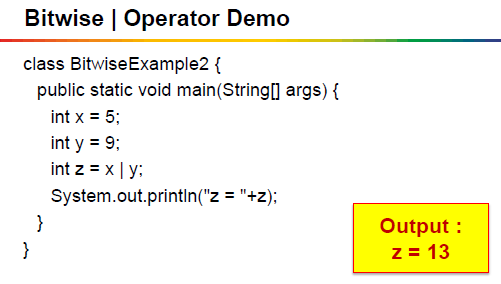 Bitwise | Operator Demo
class BitwiseExample2 {
public static void main(String[] args) {
int x = 5;
int y = 9;
int z = x | y;
System.out.println("z = "+z);
}
}
Output :
z = 13